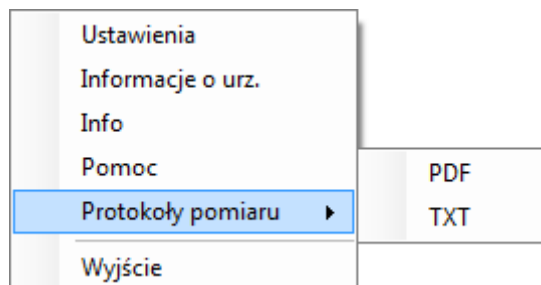 Ustawienia
Informacje o urz.
Info
Pomoc
Protokoły pomiaru
PDF
TXT
Wyjście